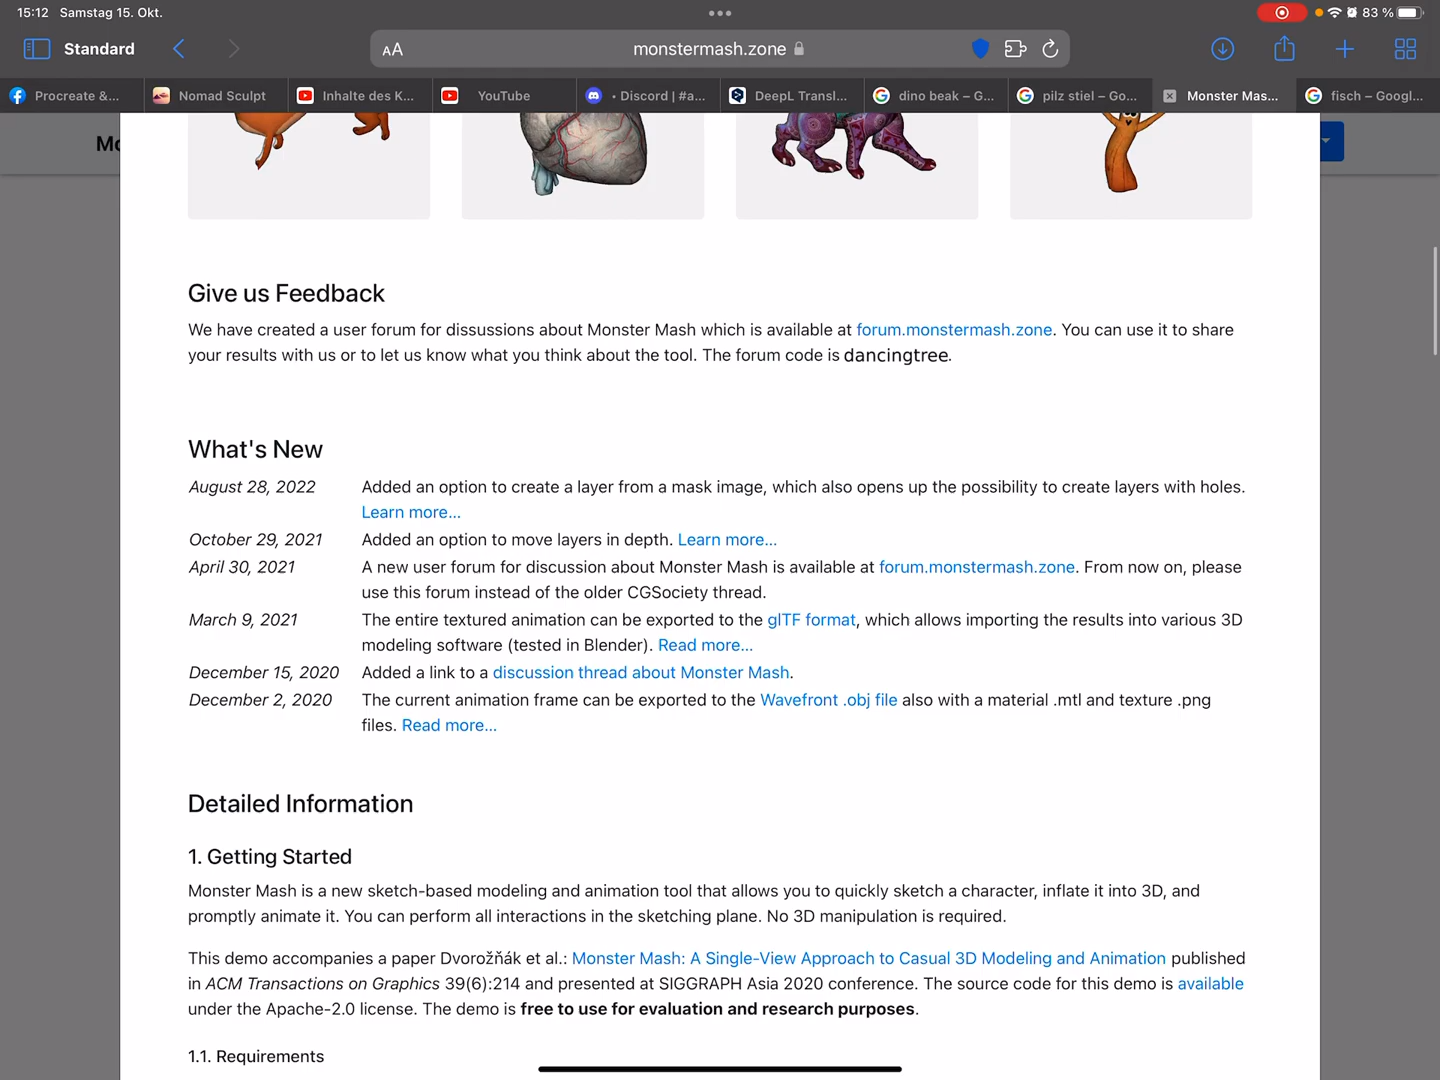 15:12 Samstag 15. Okt.
83 %
Standard
AA
monstermash.zone
Procreate &...
Nomad Sculpt
Inhalte des K...
YouTube
• Discord | #a...
DeepL Transl...
dino beak – G...
pilz stiel – Go...
Monster Mas...
fisch – Googl...
Mo
Give us Feedback
We have created a user forum for dissussions about Monster Mash which is available at forum.monstermash.zone. You can use it to share
your results with us or to let us know what you think about the tool. The forum code is dancingtree.
What's New
August 28, 2022 Added an option to create a layer from a mask image, which also opens up the possibility to create layers with holes.
Learn more...
October 29, 2021 Added an option to move layers in depth. Learn more...
April 30, 2021 A new user forum for discussion about Monster Mash is available at forum.monstermash.zone. From now on, please
use this forum instead of the older CGSociety thread.
March 9, 2021 The entire textured animation can be exported to the glTF format, which allows importing the results into various 3D
modeling software (tested in Blender). Read more...
December 15, 2020 Added a link to a discussion thread about Monster Mash.
December 2, 2020 The current animation frame can be exported to the Wavefront .obj file also with a material .mtl and texture .png
files. Read more...
Detailed Information
1. Getting Started
Monster Mash is a new sketch-based modeling and animation tool that allows you to quickly sketch a character, inflate it into 3D, and
promptly animate it. You can perform all interactions in the sketching plane. No 3D manipulation is required.
This demo accompanies a paper Dvorožňák et al.: Monster Mash: A Single-View Approach to Casual 3D Modeling and Animation published
in ACM Transactions on Graphics 39(6):214 and presented at SIGGRAPH Asia 2020 conference. The source code for this demo is available
under the Apache-2.0 license. The demo is free to use for evaluation and research purposes.
1.1. Requirements